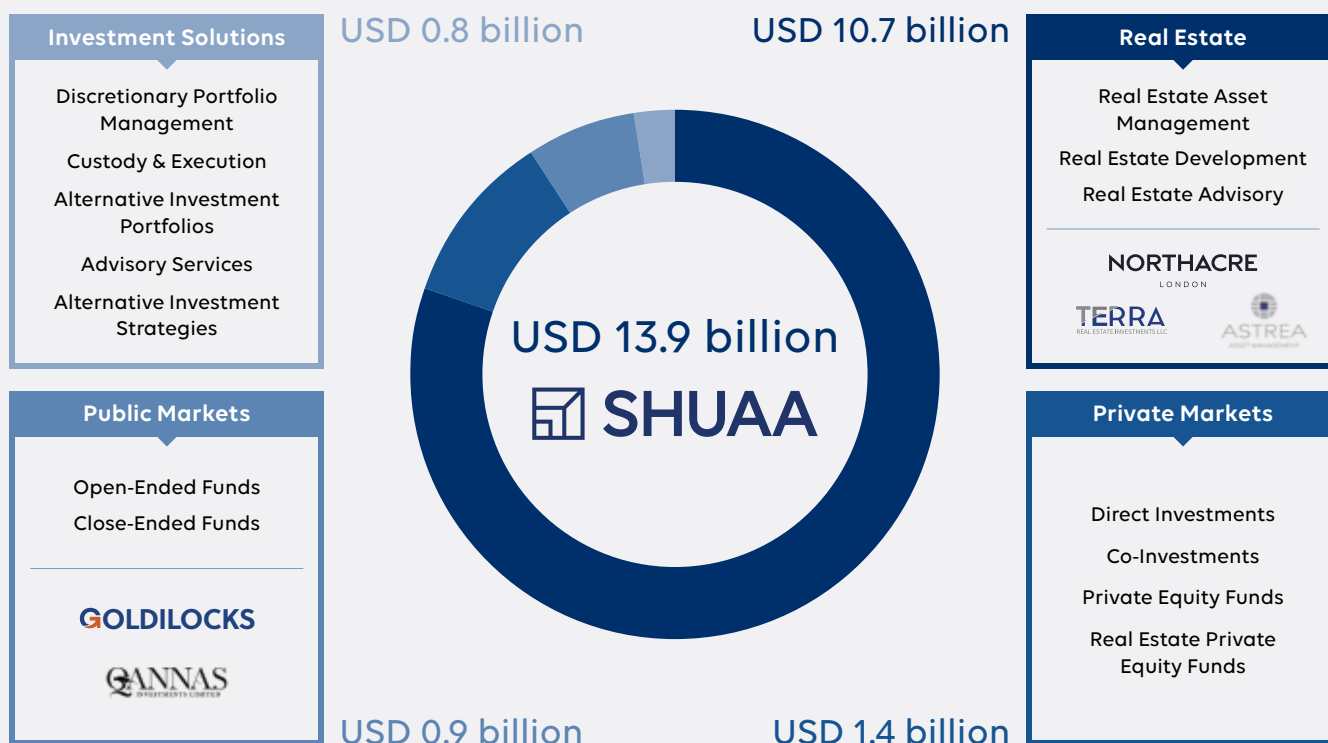 Investment Solutions
Discretionary Portfolio
Management
Custody & Execution
Alternative Investment
Portfolios
Advisory Services
Alternative Investment
Strategies
USD 0.8 billion
USD 10.7 billion
Real Estate
Real Estate Asset
Management
Real Estate Development
Real Estate Advisory
NORTHACRE
LONDON
TERRA
REAL ESTATE INVESTMENTS LLC
ASTREA
ASSET MANAGEMENT
USD 13.9 billion
SHUAA
Public Markets
Open-Ended Funds
Close-Ended Funds
GOLDILOCKS
QANNAS
INVESTMENTS LIMITED
USD 0.9 billion
USD 1.4 billion
Private Markets
Direct Investments
Co-Investments
Private Equity Funds
Real Estate Private
Equity Funds